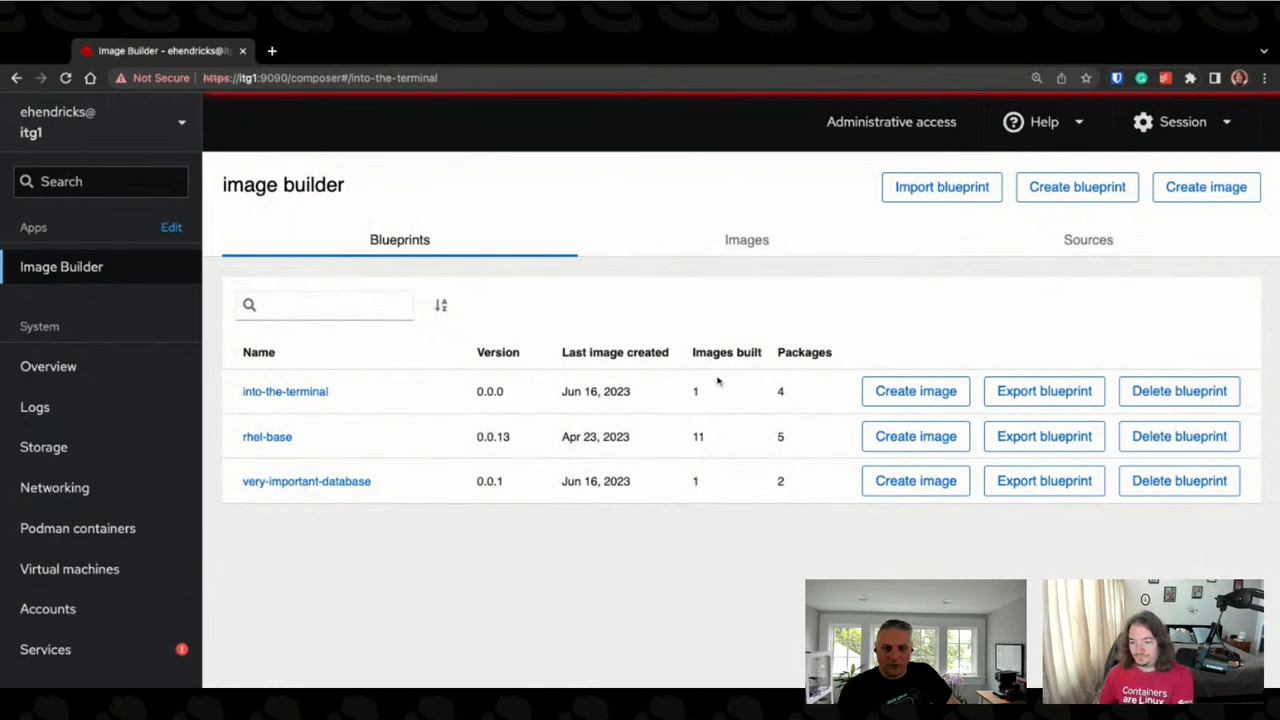 Image Builder - ehendricks@itg
Not Secure https://itg1:9090/composer#/into-the-terminal
ehendricks@
itg1
Administrative access Help Session
Search
image builder
Import blueprint Create blueprint Create image
Apps Edit
Blueprints Images Sources
Image Builder
System
Overview
Logs
Storage
Networking
Podman containers
Virtual machines
Accounts
Services
Name Version Last image created Images built Packages
into-the-terminal 0.0.0 Jun 16, 2023 1 4 Create image Export blueprint Delete blueprint
rhel-base 0.0.13 Apr 23, 2023 11 5 Create image Export blueprint Delete blueprint
very-important-database 0.0.1 Jun 16, 2023 1 2 Create image Export blueprint Delete blueprint
Containers
are Linux